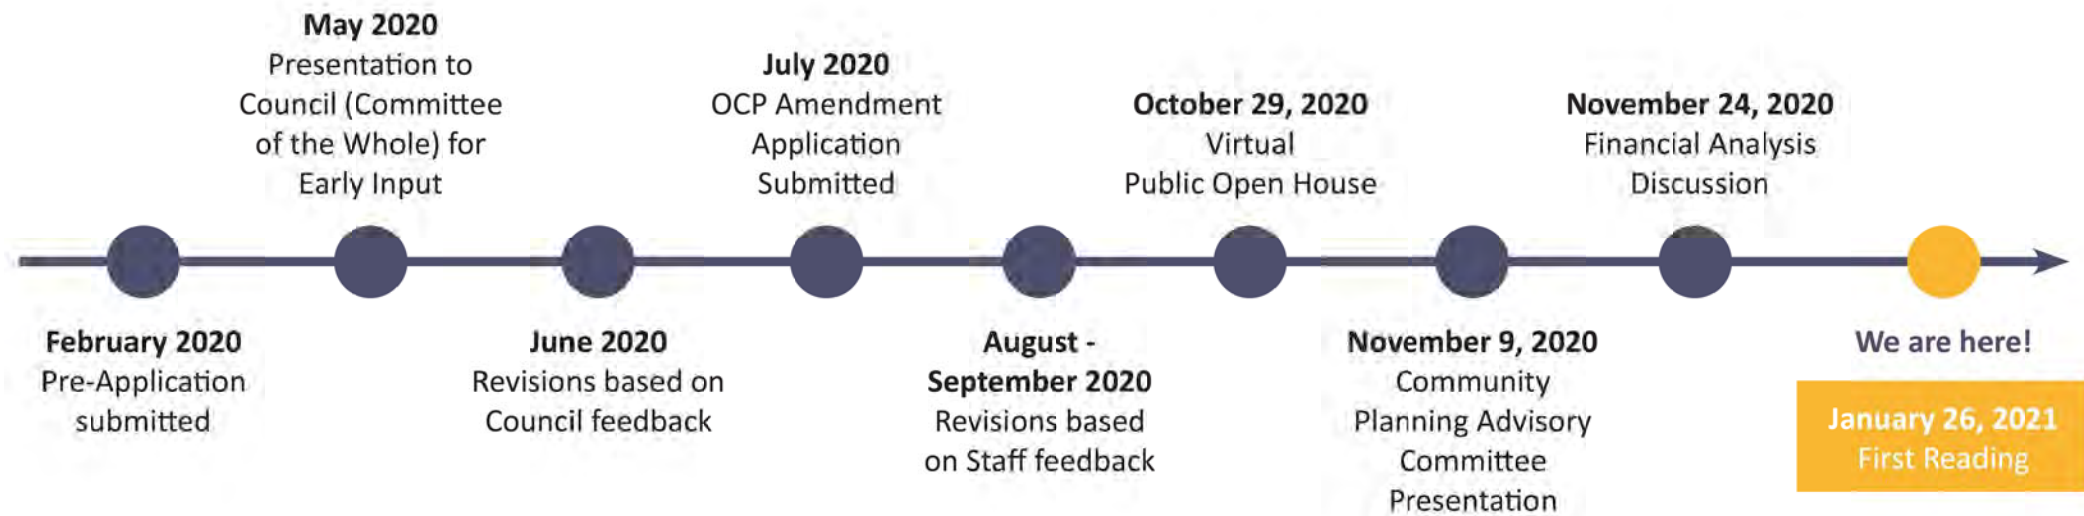 February 2020
Pre-Application
submitted
May 2020
Presentation to
Council (Committee
of the Whole) for
Early Input
June 2020
Revisions based on
Council feedback
July 2020
OCP Amendment
Application
Submitted
August -
September 2020
Revisions based
on Staff feedback
October 29, 2020
Virtual
Public Open House
November 9, 2020
Community
Planning Advisory
Committee
Presentation
November 24, 2020
Financial Analysis
Discussion
We are here!
January 26, 2021
First Reading